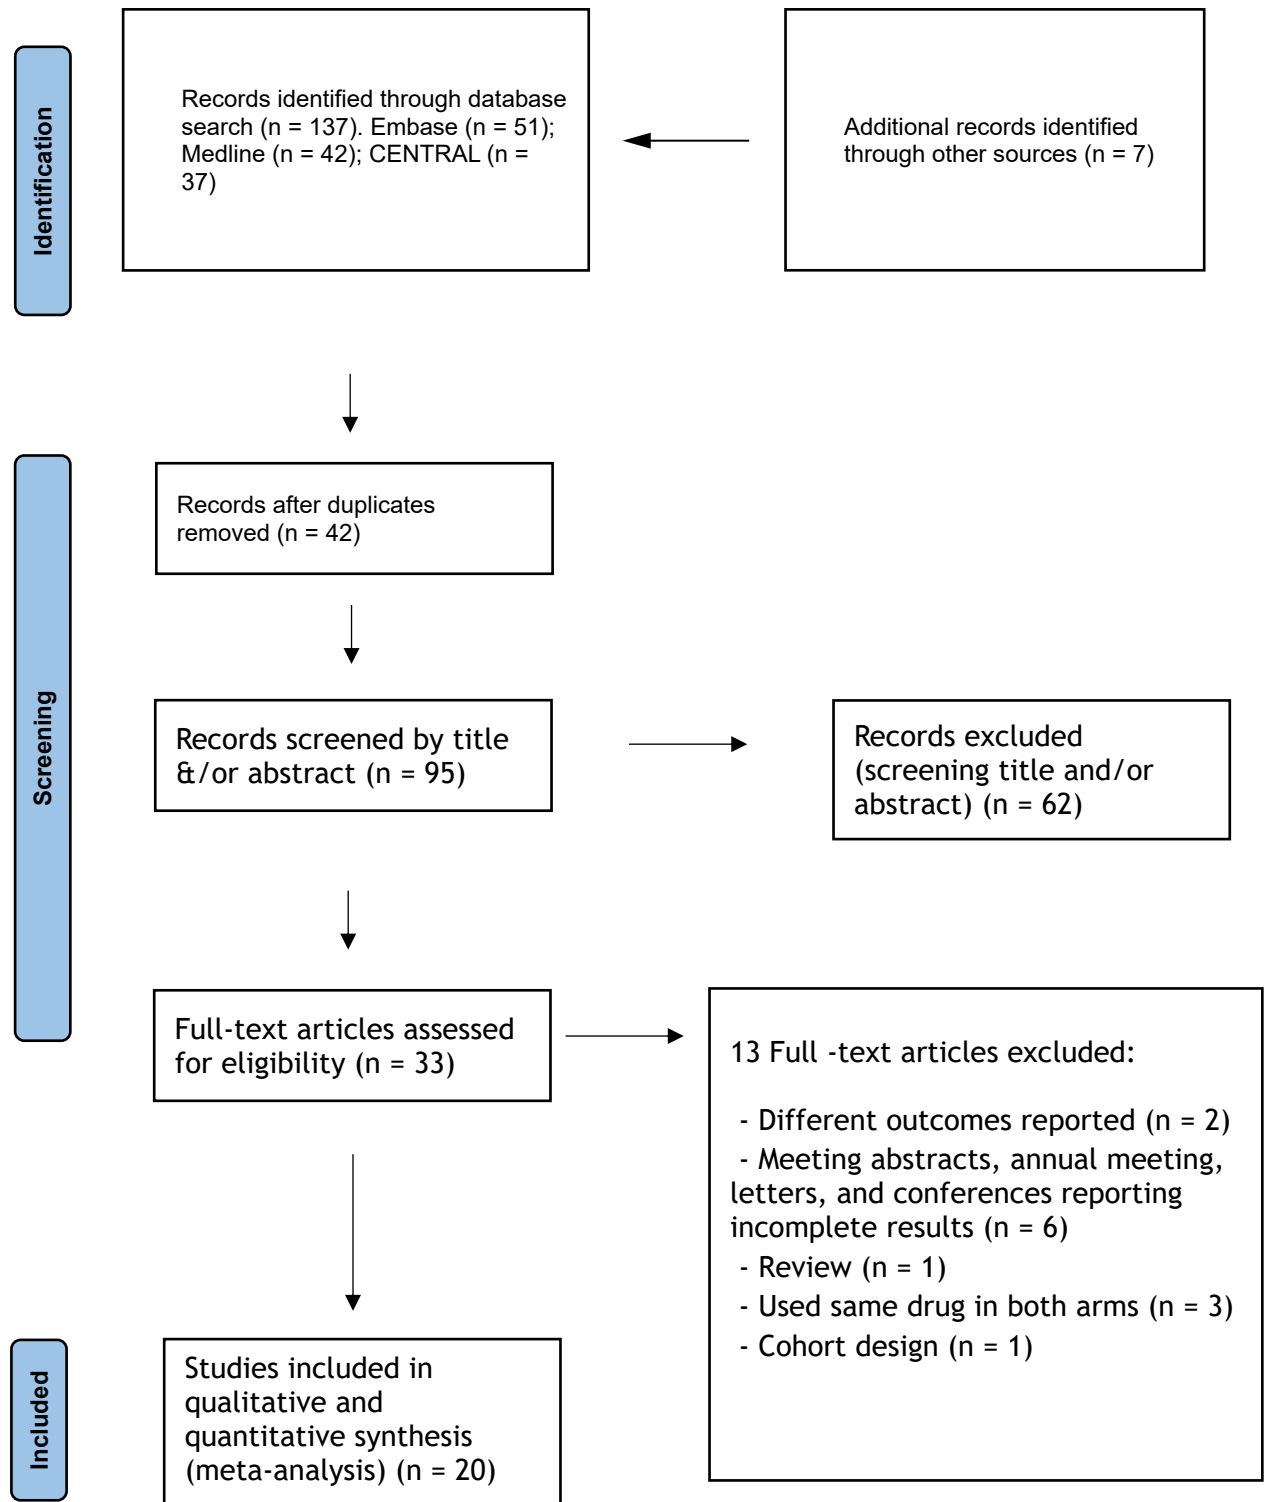 Identification
Records identified through database
search (n = 137). Embase (n = 51);
Medline (n = 42); CENTRAL (n =
37)
Additional records identified
through other sources (n = 7)
Screening
Records after duplicates
removed (n = 42)
Records screened by title
&/or abstract (n = 95)
Records excluded
(screening title and/or
abstract) (n = 62)
Full-text articles assessed
for eligibility (n = 33)
13 Full -text articles excluded:
- Different outcomes reported (n = 2)
- Meeting abstracts, annual meeting,
letters, and conferences reporting
incomplete results (n = 6)
- Review (n = 1)
- Used same drug in both arms (n = 3)
- Cohort design (n = 1)
Included
Studies included in
qualitative and
quantitative synthesis
(meta-analysis) (n = 20)